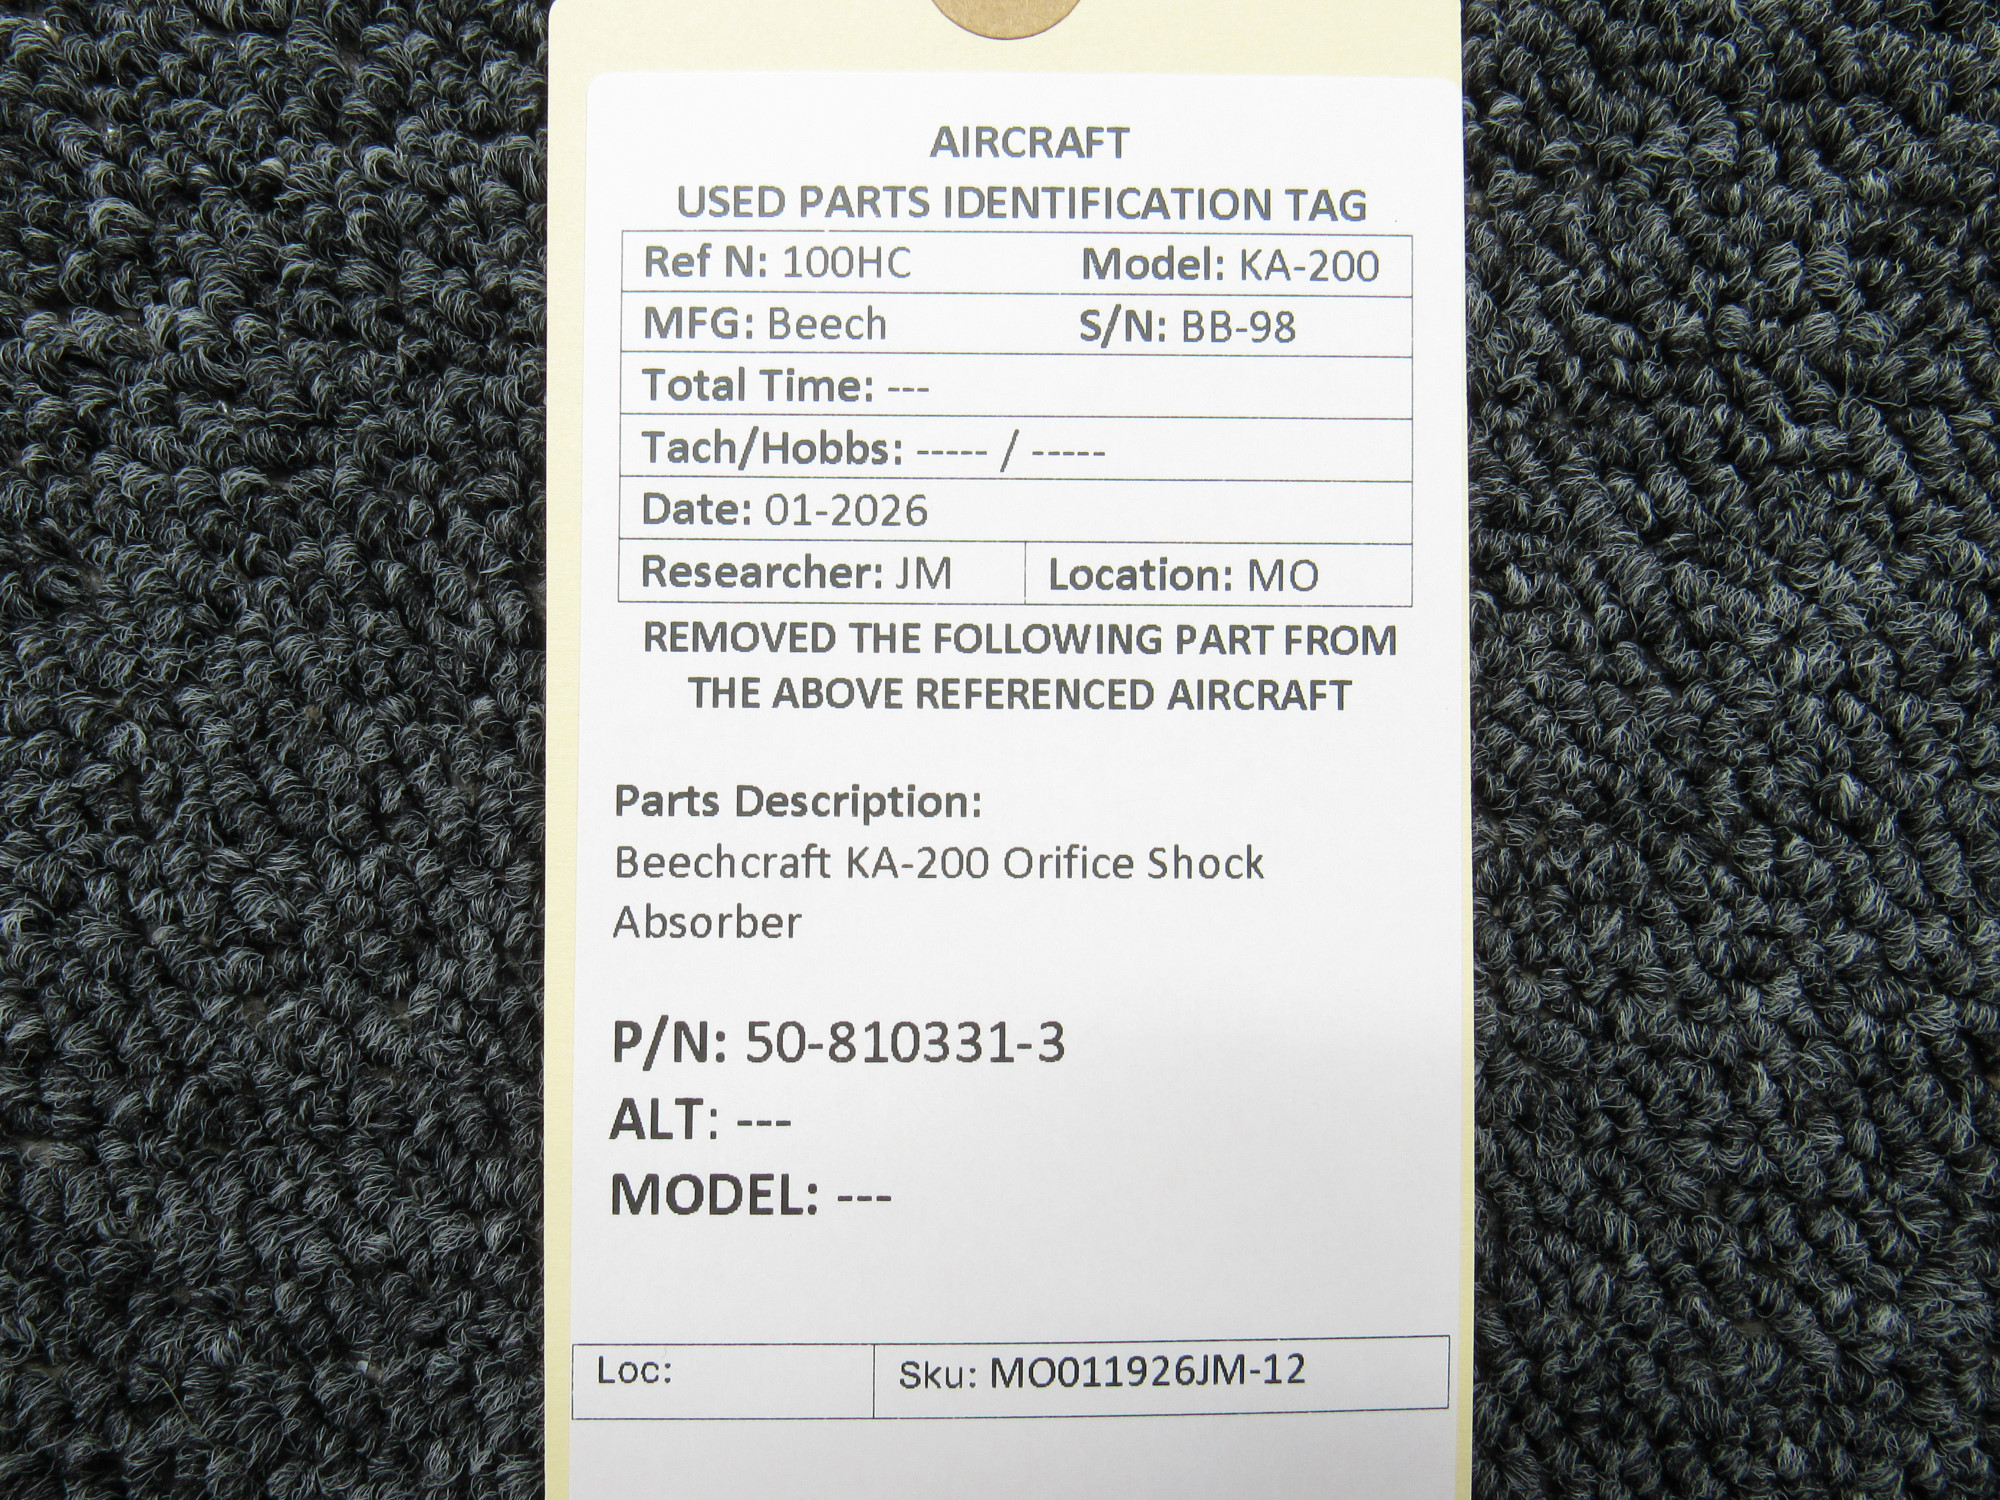 AIRCRAFT
USED PARTS IDENTIFICATION TAG
Ref N: 100HC Model: KA-200
MFG: Beech S/N: BB-98
Total Time: ---
Tach/Hobbs: ----- / -----
Date: 01-2026
Researcher: JM Location: MO
REMOVED THE FOLLOWING PART FROM
THE ABOVE REFERENCED AIRCRAFT
Parts Description:
Beechcraft KA-200 Orifice Shock
Absorber
P/N: 50-810331-3
ALT: ---
MODEL: ---
Loc: Sku: MO011926JM-12